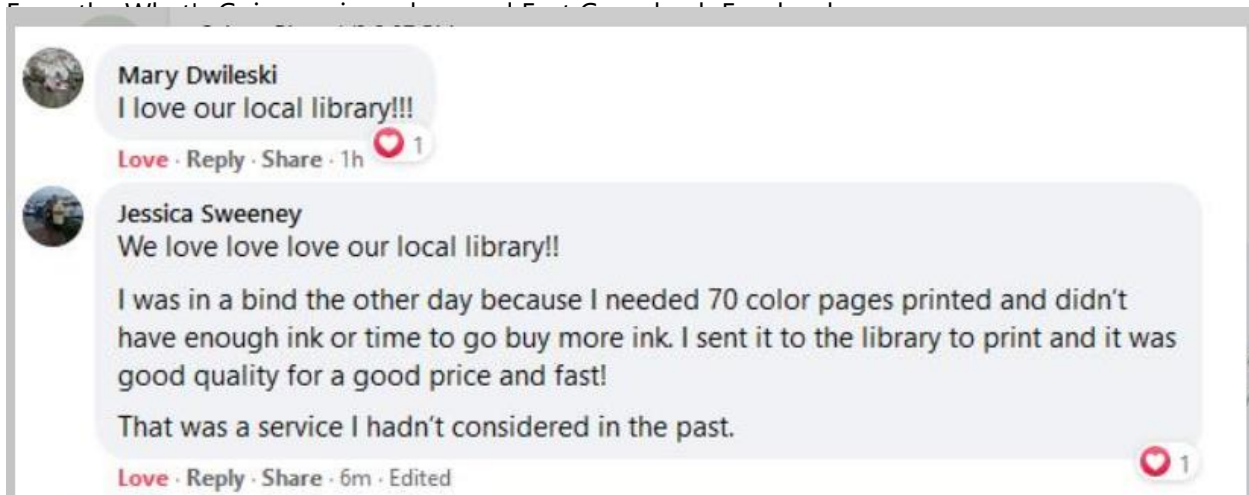 Mary Dwileski
I love our local library!!!
Love · Reply · Share · 1h
1
Jessica Sweeney
We love love love our local library!!
I was in a bind the other day because I needed 70 color pages printed and didn't
have enough ink or time to go buy more ink. I sent it to the library to print and it was
good quality for a good price and fast!
That was a service I hadn't considered in the past.
1
Love · Reply · Share · 6m · Edited